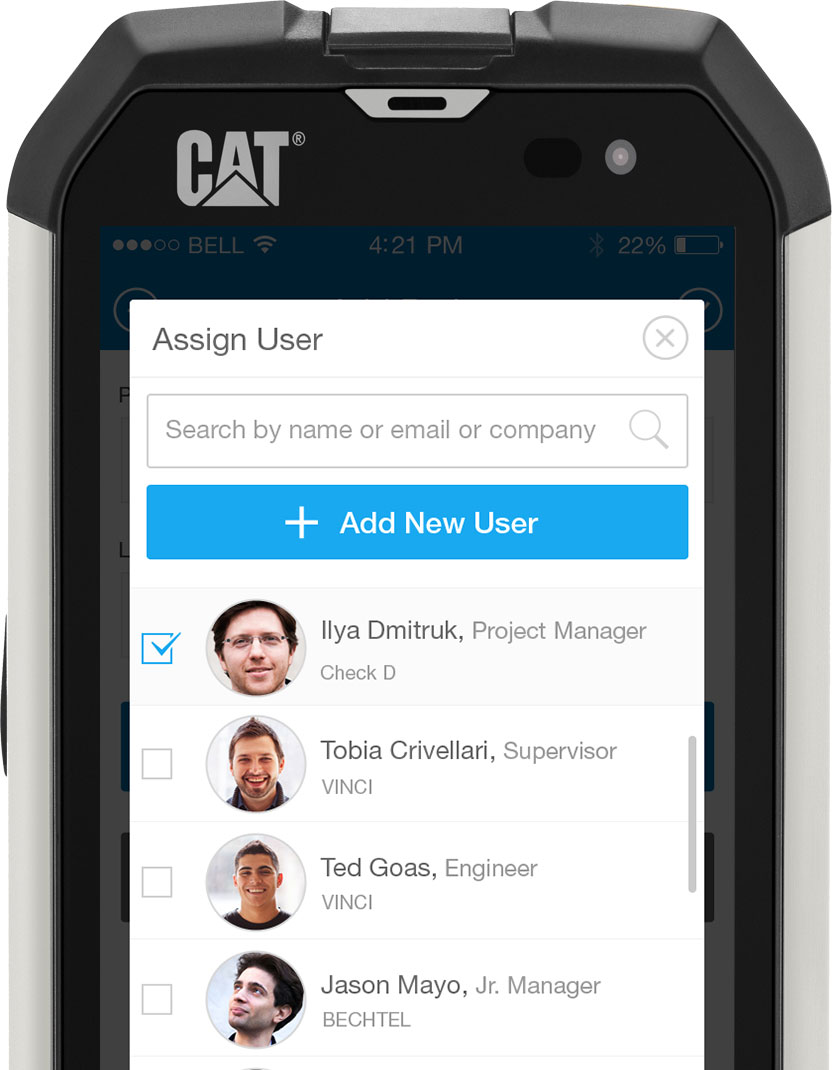 CAT®
BELL 4:21 PM 22%
Assign User
Search by name or email or company
Add New User
Ilya Dmitruk, Project Manager
Check D
Tobia Crivellari, Supervisor
VINCI
Ted Goas, Engineer
VINCI
Jason Mayo, Jr. Manager
BECHTEL